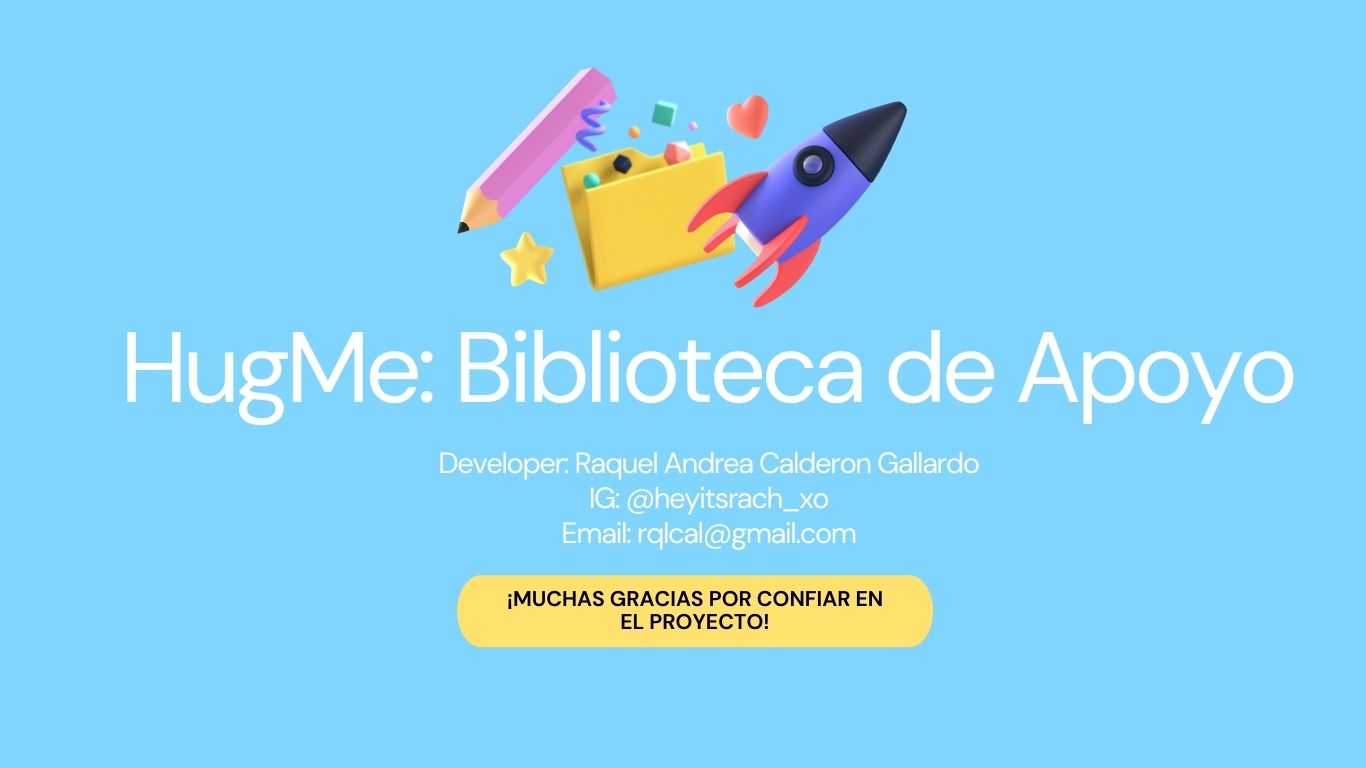 HugMe: Biblioteca de Apoyo
Developer: Raquel Andrea Calderon Gallardo
IG: @heyitsrach_xo
Email: rqlcal@gmail.com
¡MUCHAS GRACIAS POR CONFIAR EN
EL PROYECTO!